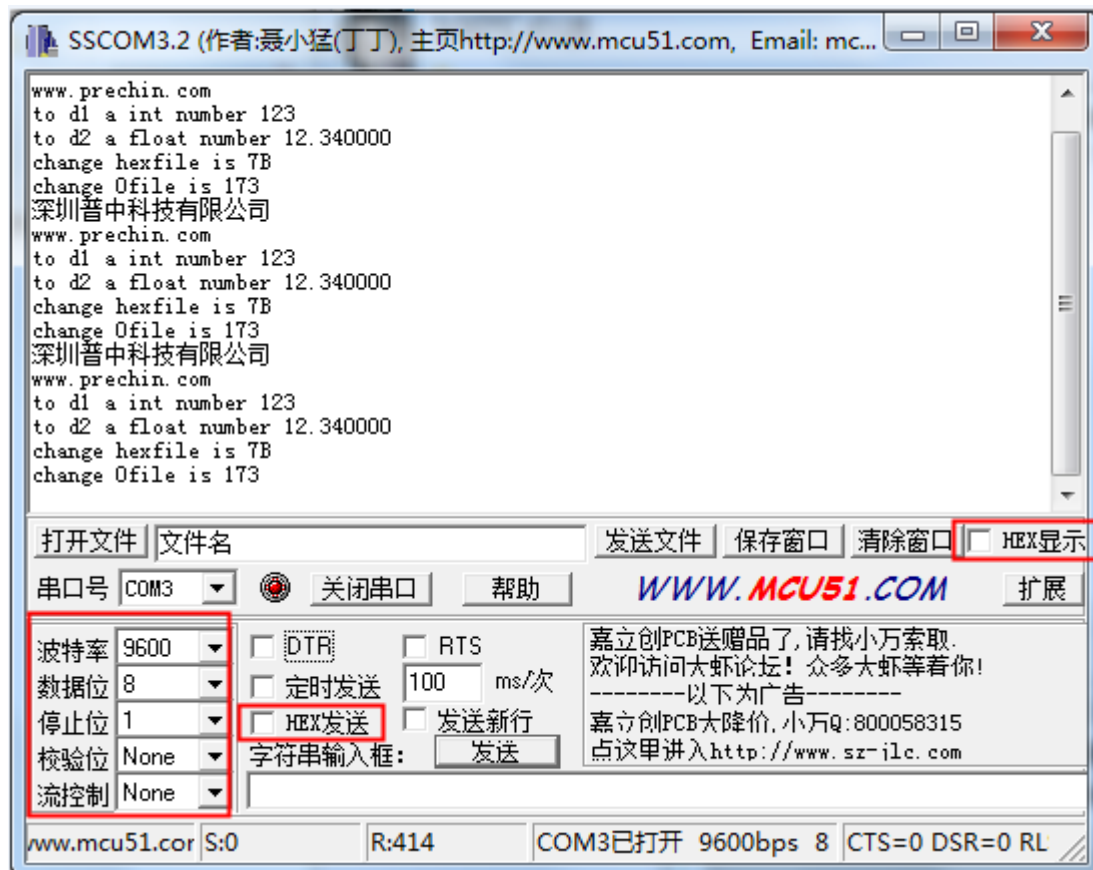 SSCOM3.2 (作者:聂小猛(丁丁), 主页http://www.mcu51.com, Email: mc...
www.prechin.com
to d1 a int number 123
to d2 a float number 12.340000
change hexfile is 7B
change Ofile is 173
深圳普中科技有限公司
www.prechin.com
to d1 a int number 123
to d2 a float number 12.340000
change hexfile is 7B
change Ofile is 173
深圳普中科技有限公司
www.prechin.com
to d1 a int number 123
to d2 a float number 12.340000
change hexfile is 7B
change Ofile is 173
打开文件 文件名 发送文件 保存窗口 清除窗口 HEX显示
串口号 COM3 关闭串口 帮助 WWW.MCU51.COM 扩展
波特率 9600 DTR RTS
数据位 8 定时发送 100 ms/次
停止位 1 HEX发送 发送新行
校验位 None 字符串输入框: 发送
流控制 None
嘉立创PCB送赠品了,请找小万索取.
欢迎访问大虾论坛! 众多大虾等着你!
--------以下为广告--------
嘉立创PCB大降价,小万Q:800058315
点这里进入http://www.sz-jlc.com
www.mcu51.cor S:0 R:414 COM3已打开 9600bps 8 CTS=0 DSR=0 RL